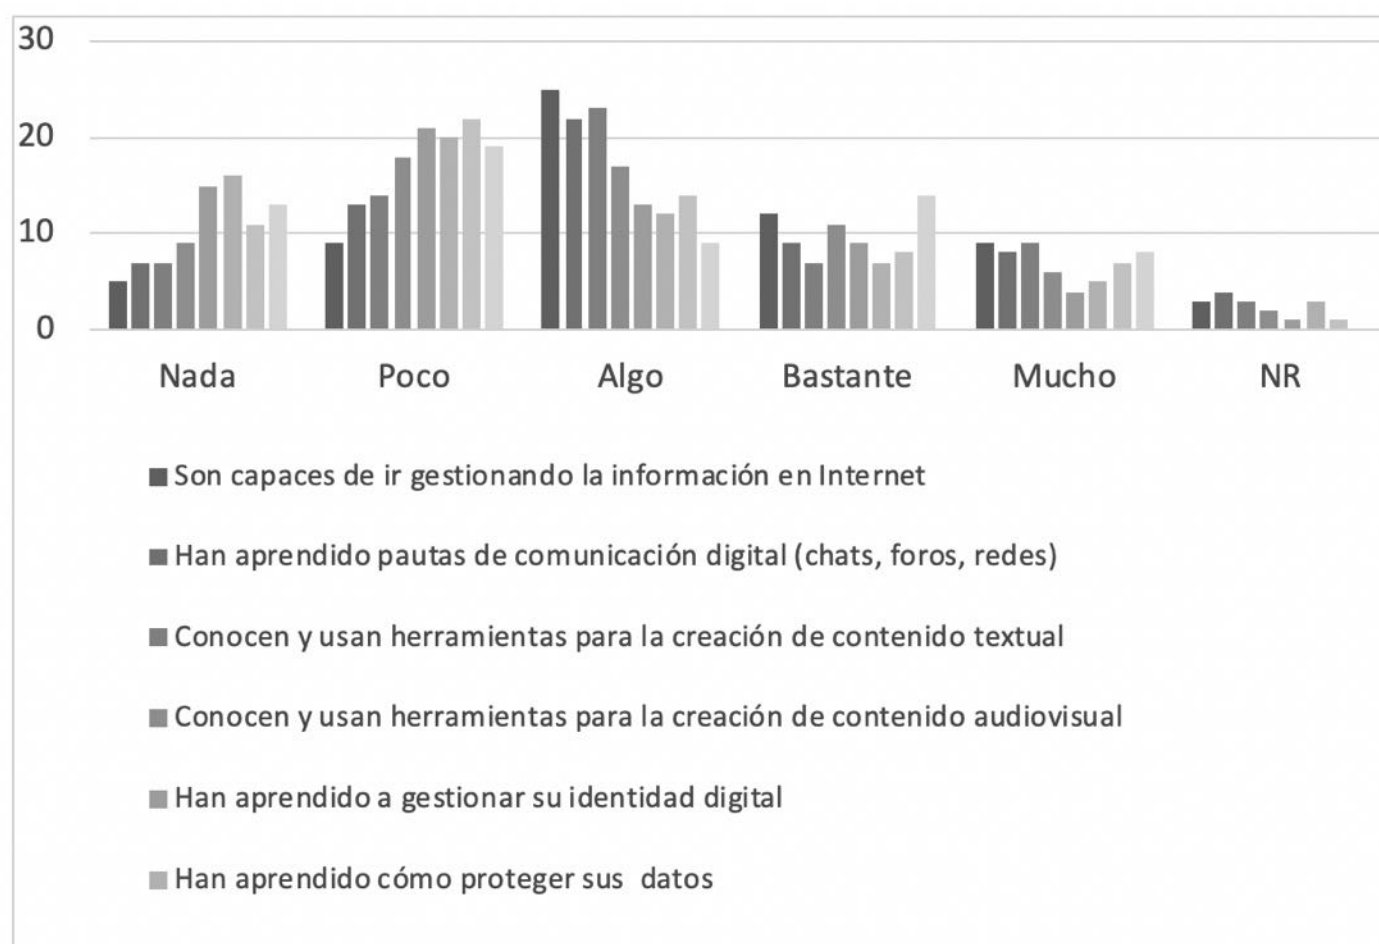 30
20
10
0
Nada Poco Algo Bastante Mucho NR
Son capaces de ir gestionando la información en Internet
Han aprendido pautas de comunicación digital (chats, foros, redes)
Conocen y usan herramientas para la creación de contenido textual
Conocen y usan herramientas para la creación de contenido audiovisual
Han aprendido a gestionar su identidad digital
Han aprendido cómo proteger sus datos